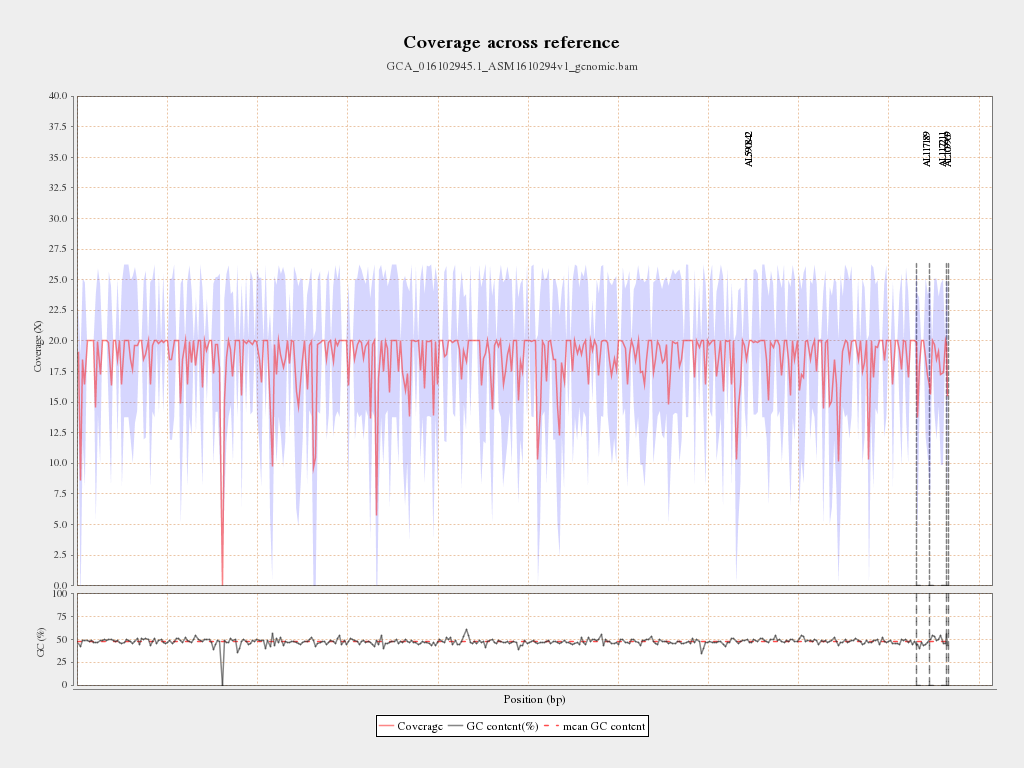 Coverage across reference
GCA_016102945.1_ASM1610294v1_genomic.bam
40.0
37.5
35.0
32.5
30.0
27.5
25.0
22.5
20.0
17.5
15.0
12.5
10.0
7.5
5.0
2.5
0.0
Coverage (X)
AL590842
AL117189
AL117211
100
75
50
25
0
GC (%)
Position (bp)
Coverage GC content(%) mean GC content